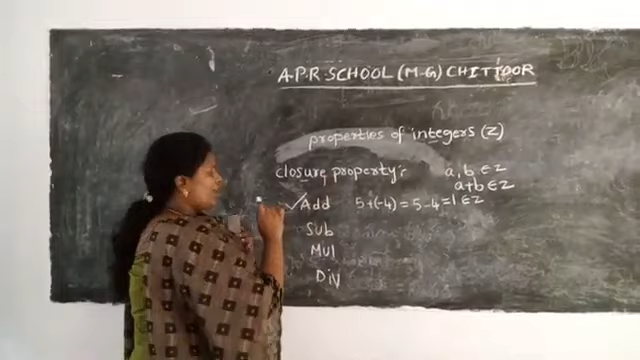 A.P.R SCHOOL (M-G) CHITTOOR
properties of integers (Z)
closure property:- a, b ∈ Z
a+b ∈ Z
✓ Add 5+(-4) = 5-4 = 1 ∈ Z
Sub
Mul
Div